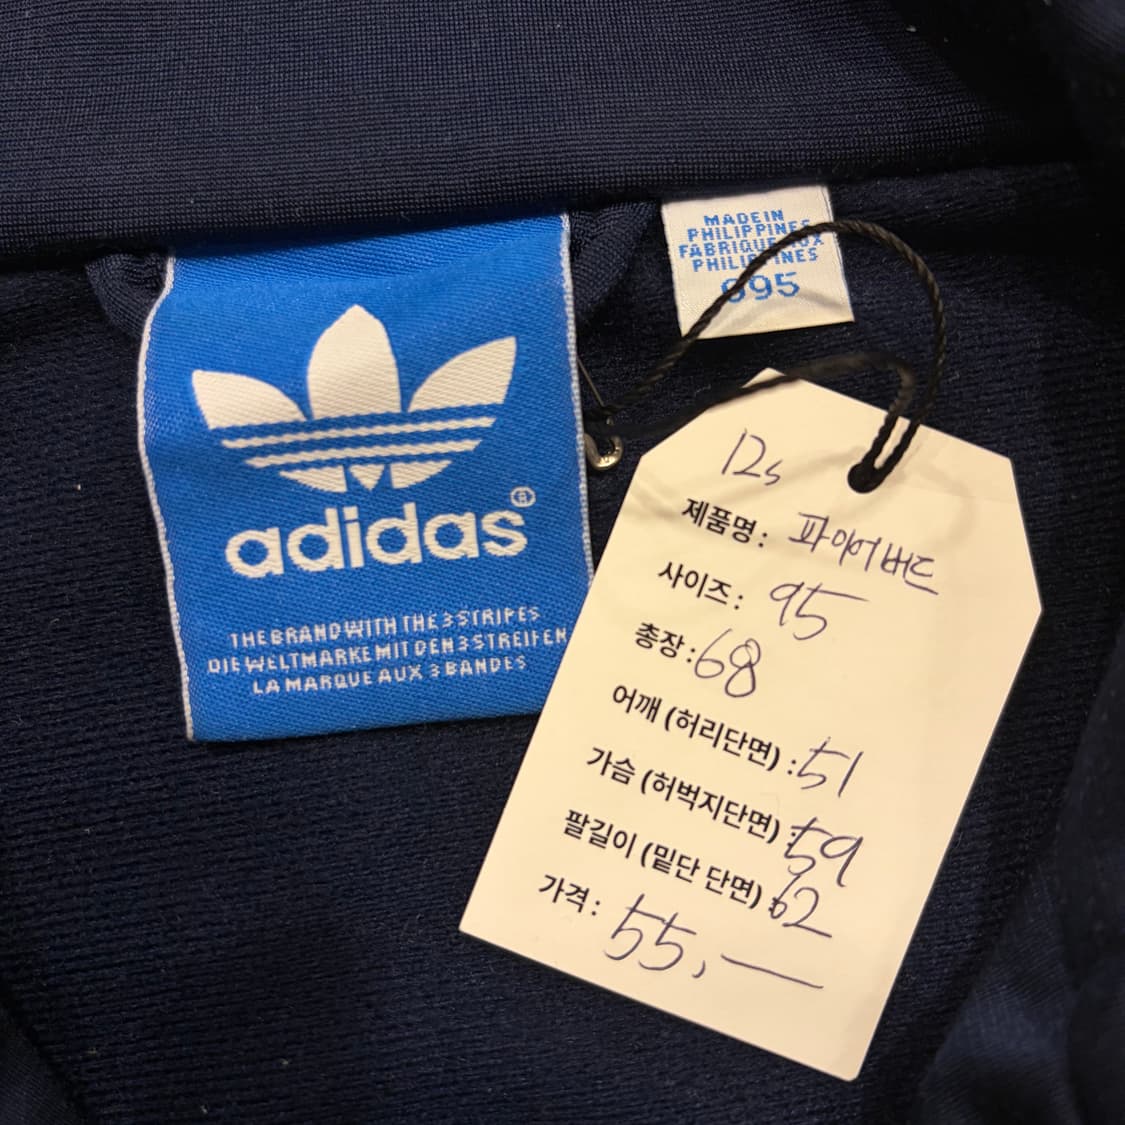 adidas®
THE BRAND WITH THE 3 STRIPES
DIE WELTMARKE MIT DEN 3 STREIFEN
LA MARQUE AUX 3 BANDES
MADE IN
PHILIPPINES
FABRIQUE AUX
PHILIPPINES
095
12s
제품명: 파이어버드
사이즈: 95
총장: 68
어깨 (허리단면) : 51
가슴 (허벅지단면) : 59
팔길이 (밑단 단면) : 62
가격: 55,—